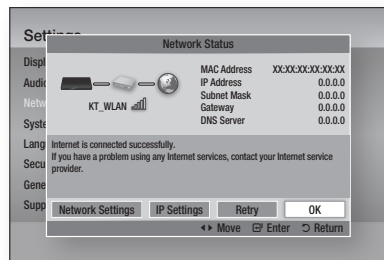 Settings
Network Status
Displ
Audio
Netw
Syste
Lang
Secu
Gene
Supp
KT_WLAN
MAC Address XX:XX:XX:XX:XX:XX
IP Address 0.0.0.0
Subnet Mask 0.0.0.0
Gateway 0.0.0.0
DNS Server 0.0.0.0
Internet is connected successfully.
If you have a problem using any Internet services, contact your Internet service
provider.
Network Settings IP Settings Retry OK
Move Enter Return